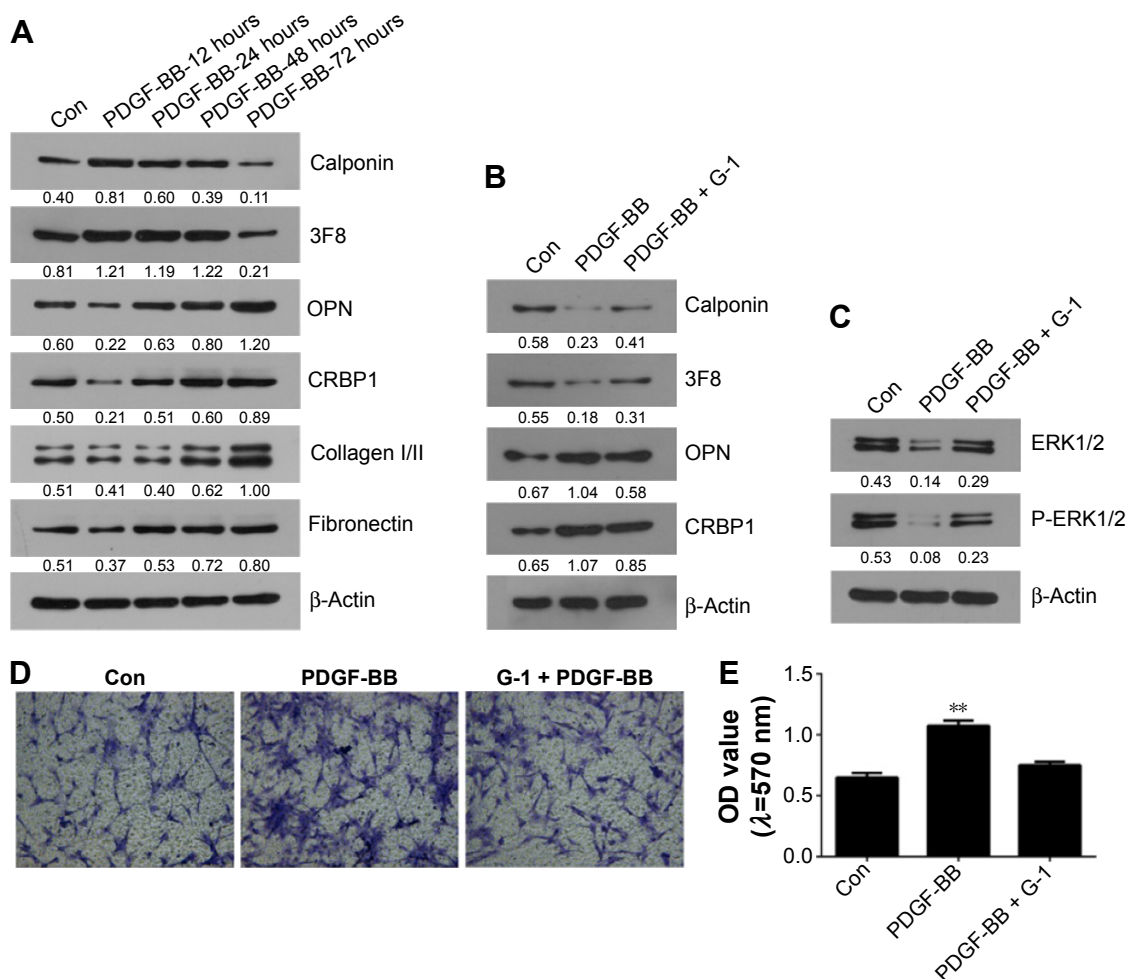 A
Con
PDGF-BB-12 hours
PDGF-BB-24 hours
PDGF-BB-48 hours
PDGF-BB-72 hours
Calponin
0.40 0.81 0.60 0.39 0.11
3F8
0.81 1.21 1.19 1.22 0.21
OPN
0.60 0.22 0.63 0.80 1.20
CRBP1
0.50 0.21 0.51 0.60 0.89
Collagen I/II
0.51 0.41 0.40 0.62 1.00
Fibronectin
0.51 0.37 0.53 0.72 0.80
β-Actin
B
Con
PDGF-BB
PDGF-BB + G-1
Calponin
0.58 0.23 0.41
3F8
0.55 0.18 0.31
OPN
0.67 1.04 0.58
CRBP1
0.65 1.07 0.85
β-Actin
C
Con
PDGF-BB
PDGF-BB + G-1
ERK1/2
0.43 0.14 0.29
P-ERK1/2
0.53 0.08 0.23
β-Actin
D
Con
PDGF-BB
G-1 + PDGF-BB
E
OD value
(λ=570 nm)
1.5
1.0
0.5
0.0
**
Con
PDGF-BB
PDGF-BB + G-1